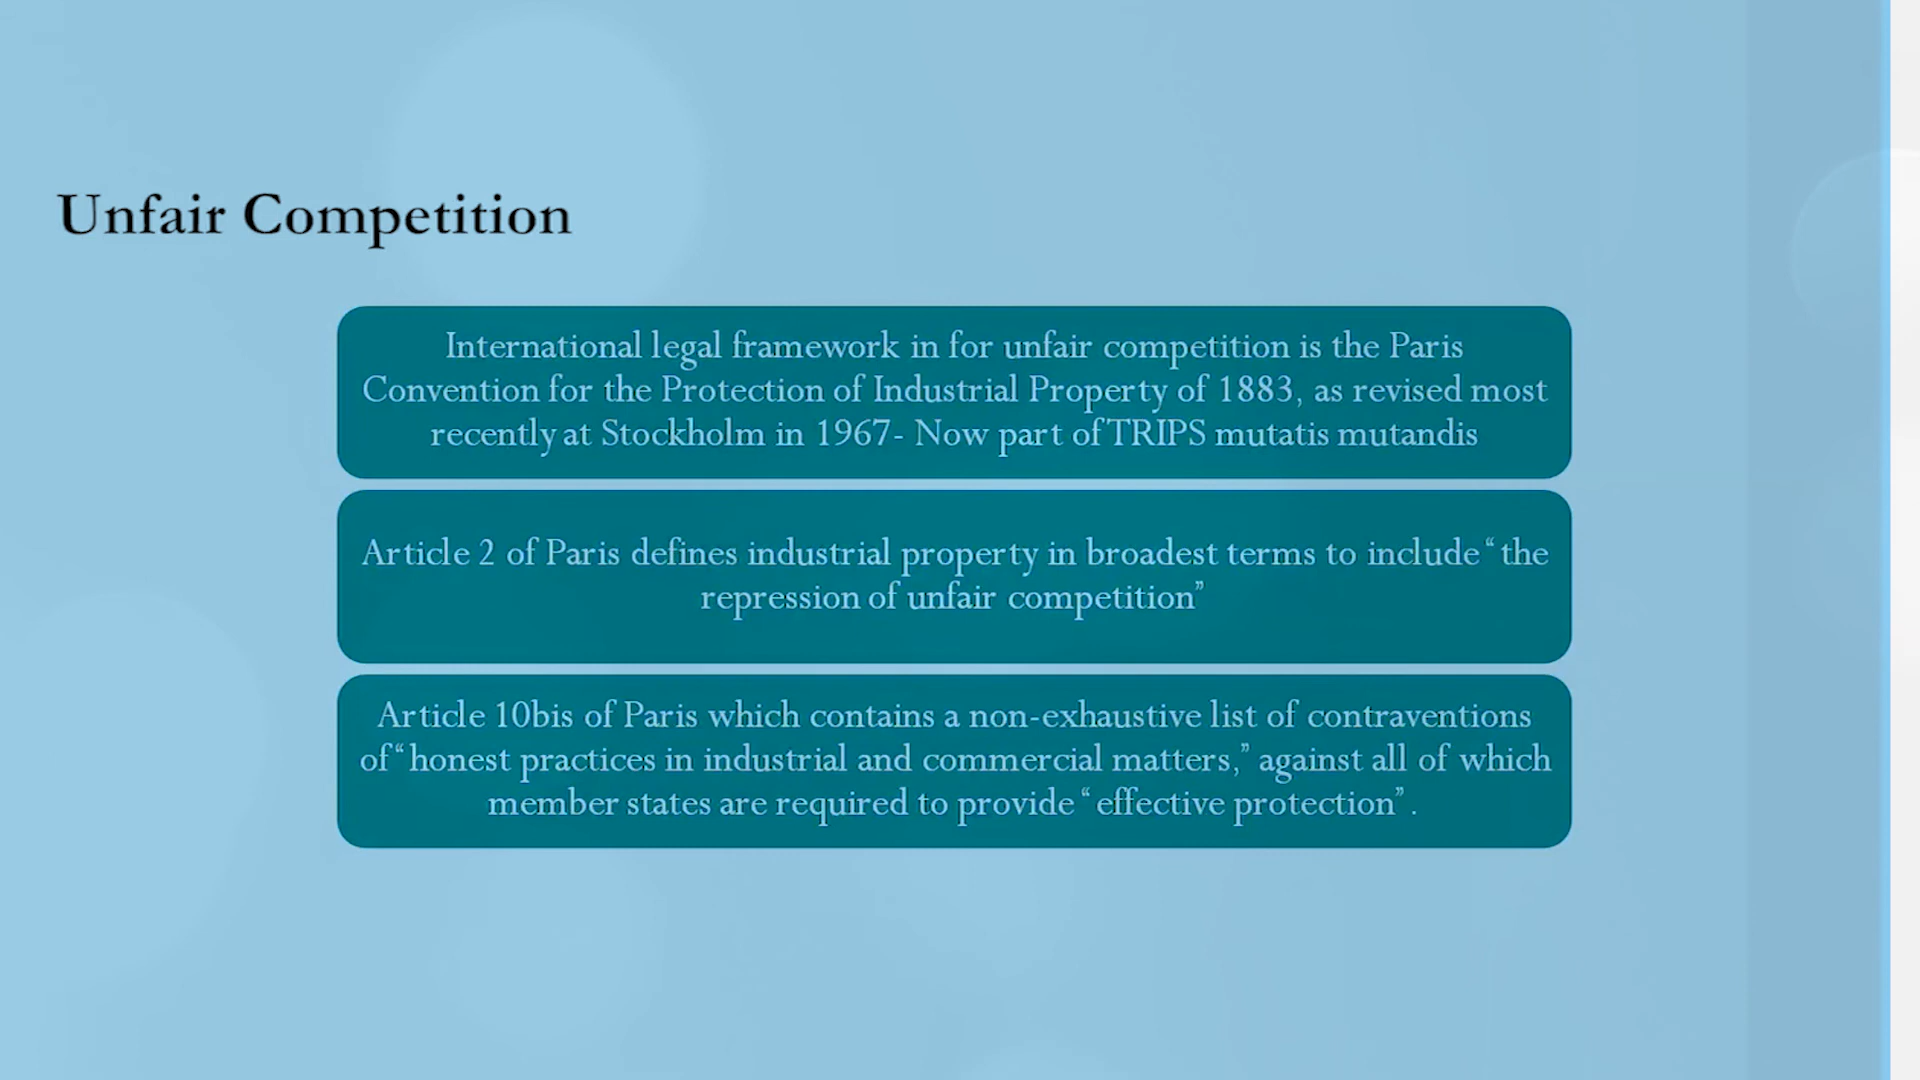 Unfair Competition
International legal framework in for unfair competition is the Paris
Convention for the Protection of Industrial Property of 1883, as revised most
recently at Stockholm in 1967- Now part of TRIPS mutatis mutandis
Article 2 of Paris defines industrial property in broadest terms to include “the
repression of unfair competition”
Article 10bis of Paris which contains a non-exhaustive list of contraventions
of “honest practices in industrial and commercial matters,” against all of which
member states are required to provide “effective protection”.